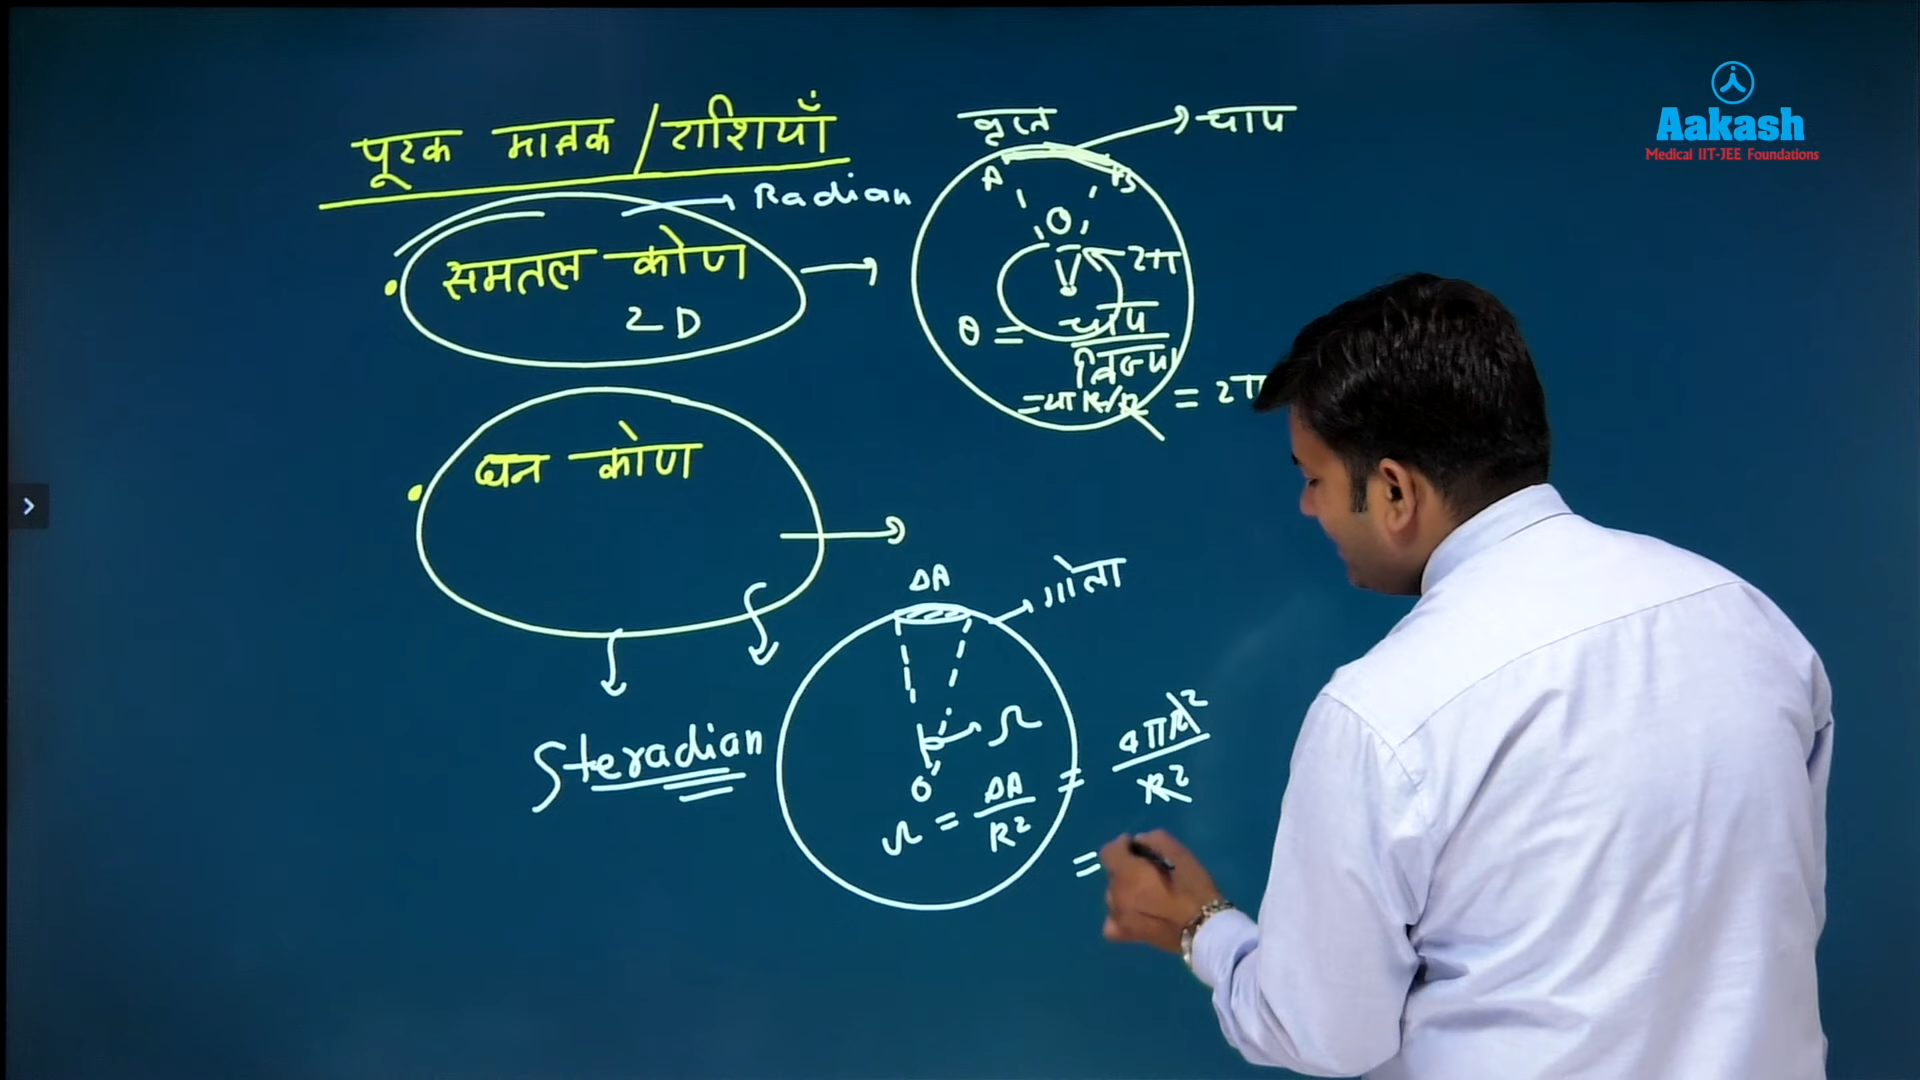 पूरक मात्रक / राशियाँ
Radian
समतल कोण
2D
घन कोण
Steradian
वृत्त
चाप
A B
θ
2π
θ = चाप / त्रिज्या
= 2πR/R = 2π
ΔA
गोला
Ω
O
Ω = ΔA / R² = 4πR² / R²
=
Aakash
Medical IIT-JEE Foundations